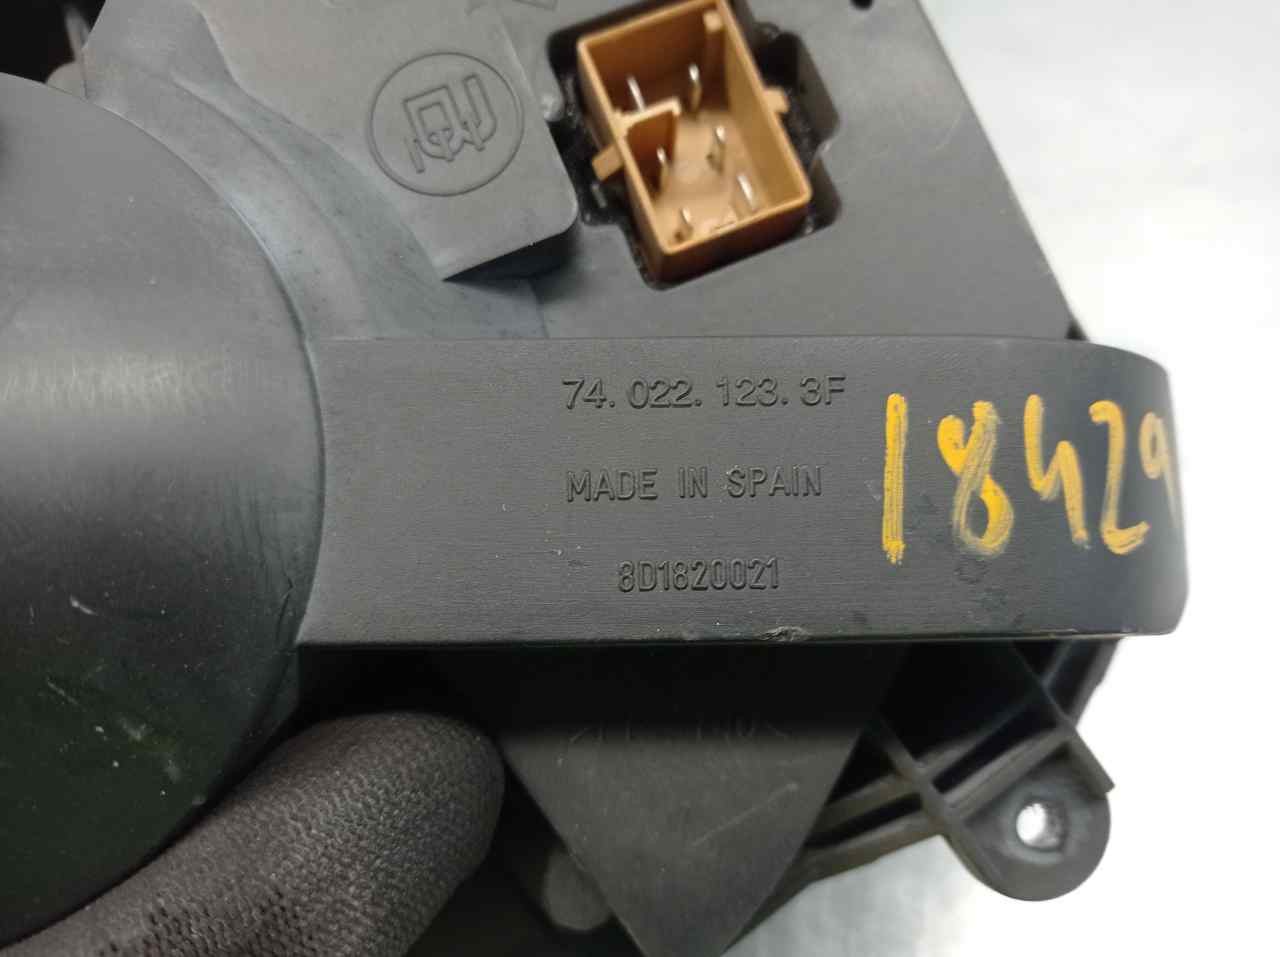 74.022.123.3F
MADE IN SPAIN
8D1820021
18429